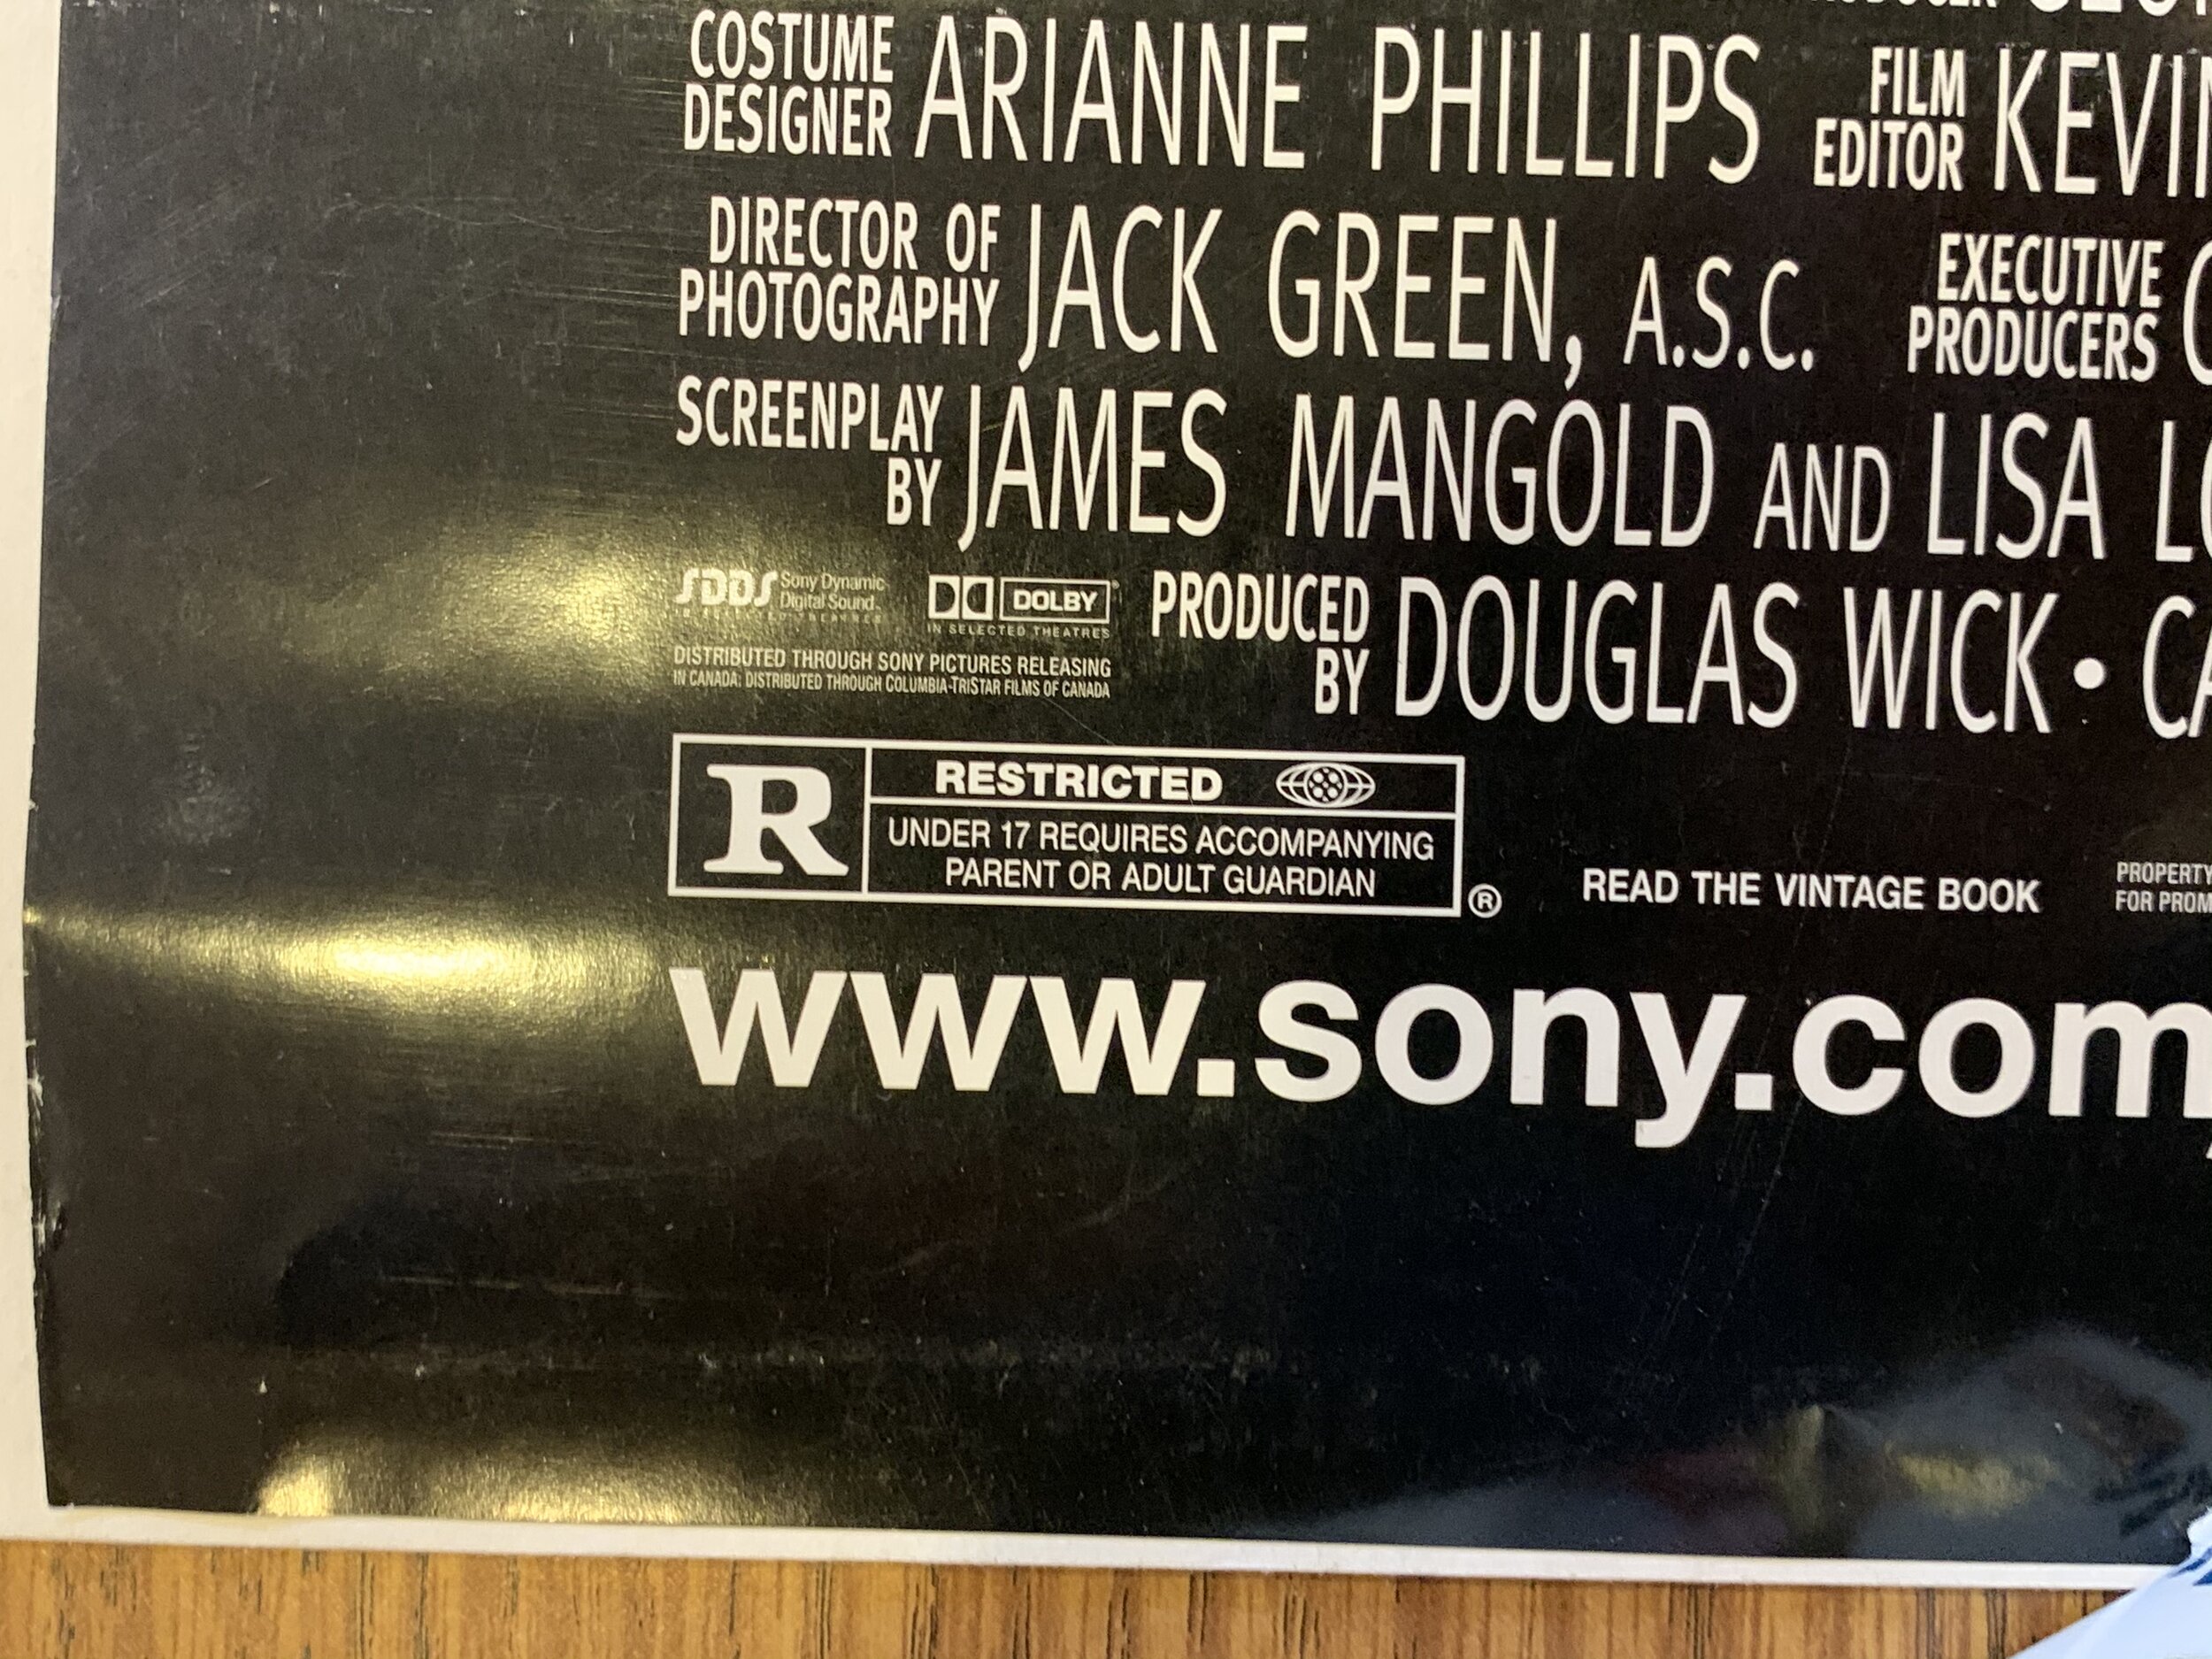 COSTUME DESIGNER ARIANNE PHILLIPS FILM EDITOR KEVIN
DIRECTOR OF PHOTOGRAPHY JACK GREEN, A.S.C. EXECUTIVE PRODUCERS
SCREENPLAY BY JAMES MANGOLD AND LISA
SDDS Sony Dynamic Digital Sound
DOLBY
IN SELECTED THEATRES
PRODUCED BY DOUGLAS WICK • CA
DISTRIBUTED THROUGH SONY PICTURES RELEASING
IN CANADA: DISTRIBUTED THROUGH COLUMBIA-TRISTAR FILMS OF CANADA
R
RESTRICTED
UNDER 17 REQUIRES ACCOMPANYING
PARENT OR ADULT GUARDIAN
®
READ THE VINTAGE BOOK
PROPERTY
FOR PROM
www.sony.com